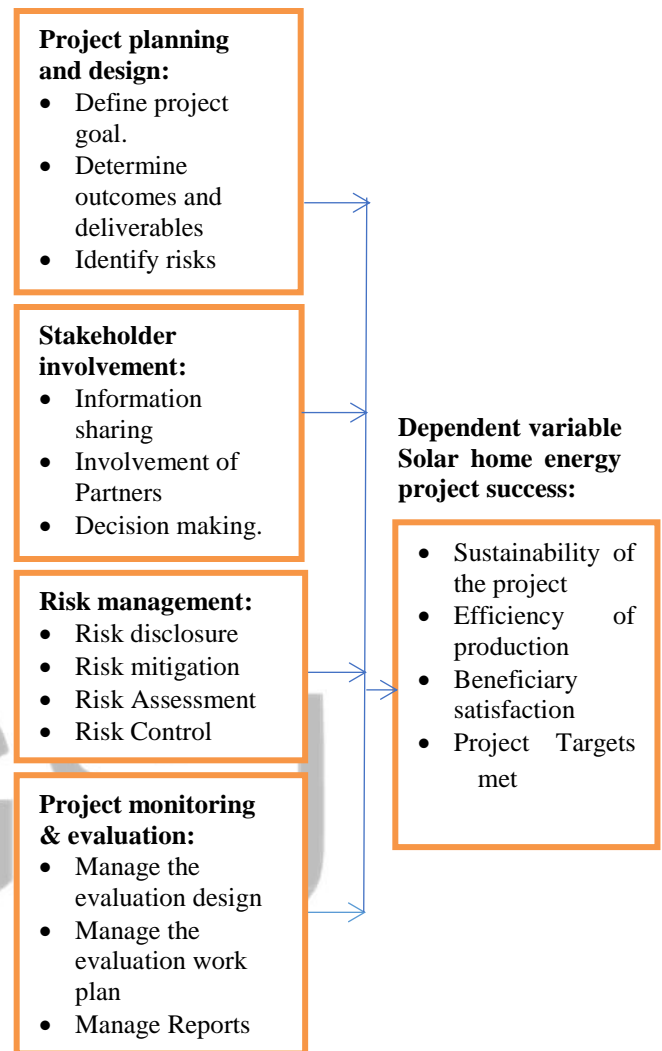 Project planning
and design:
• Define project
goal.
• Determine
outcomes and
deliverables
• Identify risks
Stakeholder
involvement:
• Information
sharing
• Involvement of
Partners
• Decision making.
Risk management:
• Risk disclosure
• Risk mitigation
• Risk Assessment
• Risk Control
Project monitoring
& evaluation:
• Manage the
evaluation design
• Manage the
evaluation work
plan
• Manage Reports
Dependent variable
Solar home energy
project success:
• Sustainability of
the project
• Efficiency of
production
• Beneficiary
satisfaction
• Project Targets
met